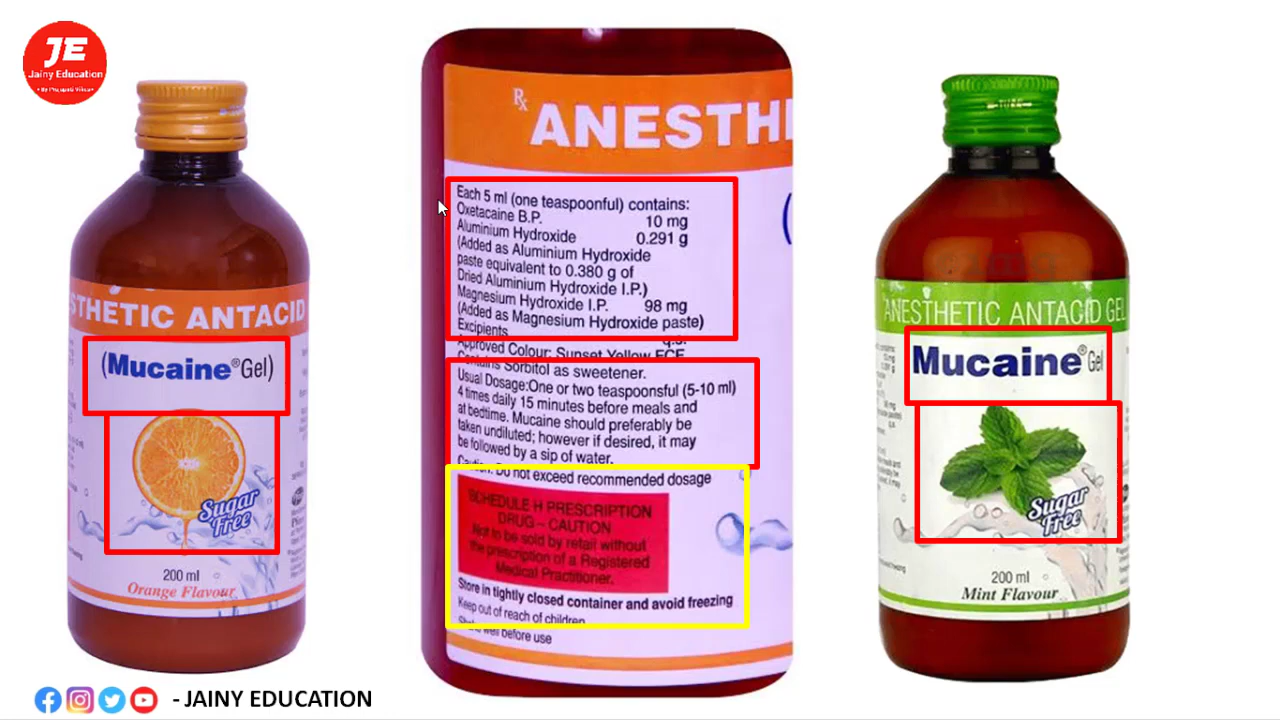 JE
Jainy Education
STHETIC ANTACID
(Mucaine®Gel)
Sugar
Free
200 ml
Orange Flavour
Rx
ANESTH
Each 5 ml (one teaspoonful) contains:
Oxetacaine B.P. 10 mg
Aluminium Hydroxide 0.291 g
(Added as Aluminium Hydroxide
paste equivalent to 0.380 g of
Dried Aluminium Hydroxide I.P.)
Magnesium Hydroxide I.P. 98 mg
(Added as Magnesium Hydroxide paste)
Excipients q.s.
Approved Colour: Sunset Yellow FCF
Contains Sorbitol as sweetener.
Usual Dosage:One or two teaspoonsful (5-10 ml)
4 times daily 15 minutes before meals and
at bedtime. Mucaine should preferably be
taken undiluted; however if desired, it may
be followed by a sip of water.
Caution: Do not exceed recommended dosage
SCHEDULE H PRESCRIPTION
DRUG – CAUTION
Not to be sold by retail without
the prescription of a Registered
Medical Practitioner.
Store in tightly closed container and avoid freezing
Keep out of reach of children
Shake well before use
ANESTHETIC ANTACID GEL
Mucaine® Gel
Sugar
Free
200 ml
Mint Flavour
- JAINY EDUCATION